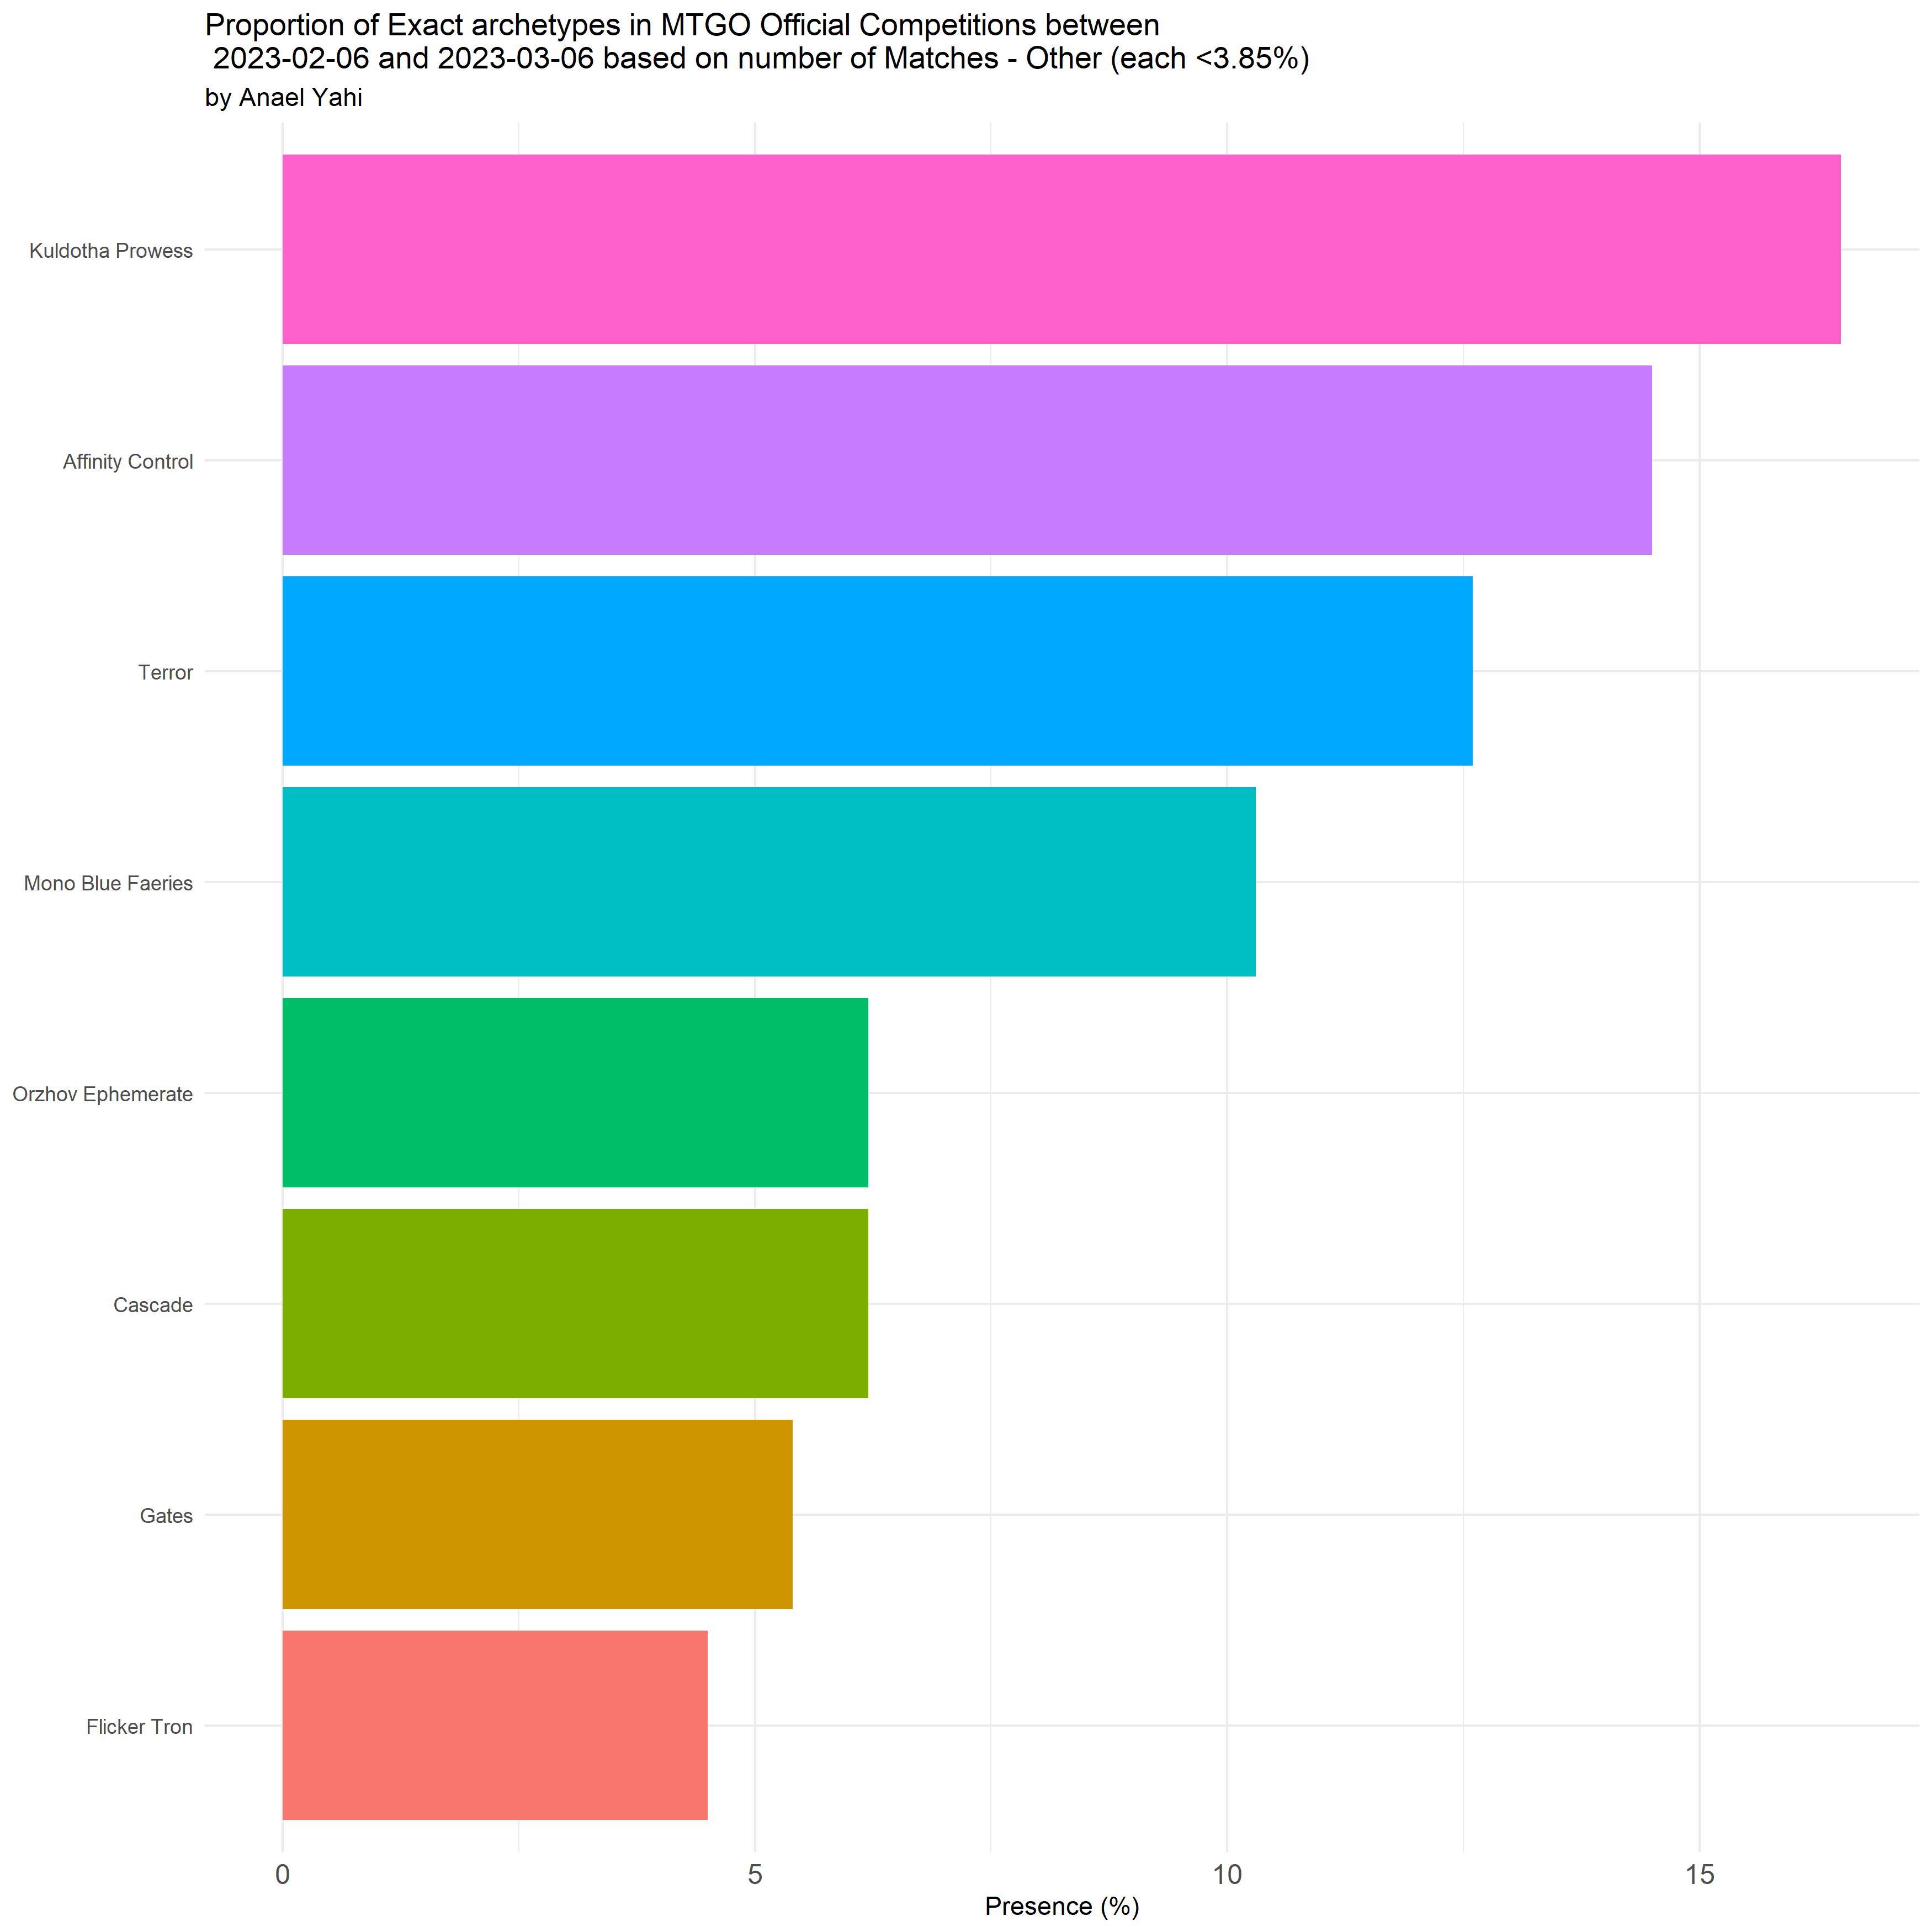 Proportion of Exact archetypes in MTGO Official Competitions between
2023-02-06 and 2023-03-06 based on number of Matches - Other (each <3.85%)
by Anael Yahi
Kuldotha Prowess
Affinity Control
Terror
Mono Blue Faeries
Orzhov Ephemerate
Cascade
Gates
Flicker Tron
0 5 10 15
Presence (%)